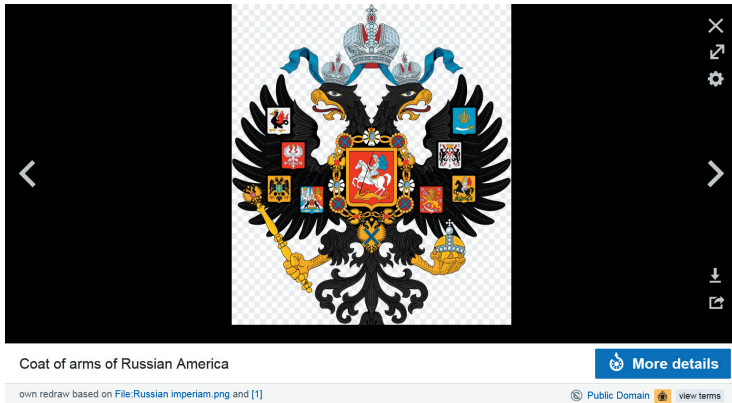 Coat of arms of Russian America
More details
own redraw based on File:Russian imperiam.png and [1]
Public Domain
view terms